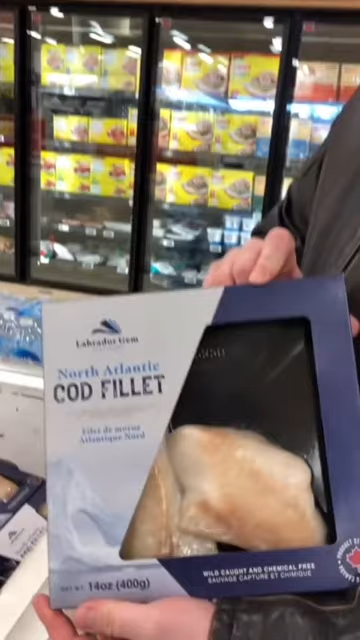 Labrador Gem
North Atlantic
COD FILLET
Filet de morue
Atlantique Nord
NET WT. 14oz (400g)
WILD CAUGHT AND CHEMICAL FREE
SAUVAGE CAPTURE ET CHIMIQUE